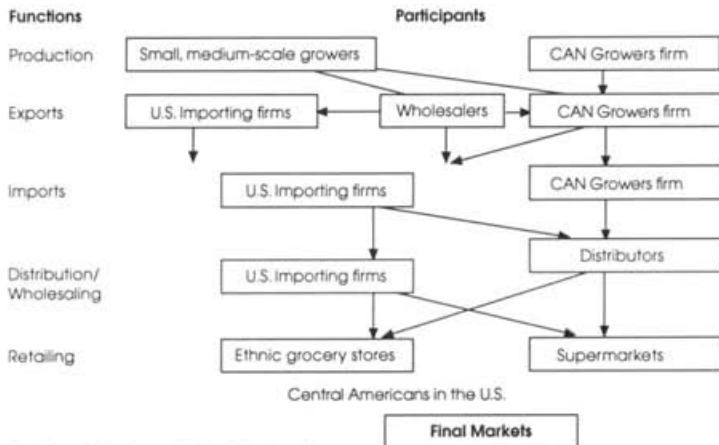 Functions Participants
Production Small, medium-scale growers CAN Growers firm
Exports U.S. Importing firms Wholesalers CAN Growers firm
Imports U.S. Importing firms CAN Growers firm
Distribution/
Wholesaling U.S. Importing firms Distributors
Retailing Ethnic grocery stores Supermarkets
Central Americans in the U.S.
Final Markets